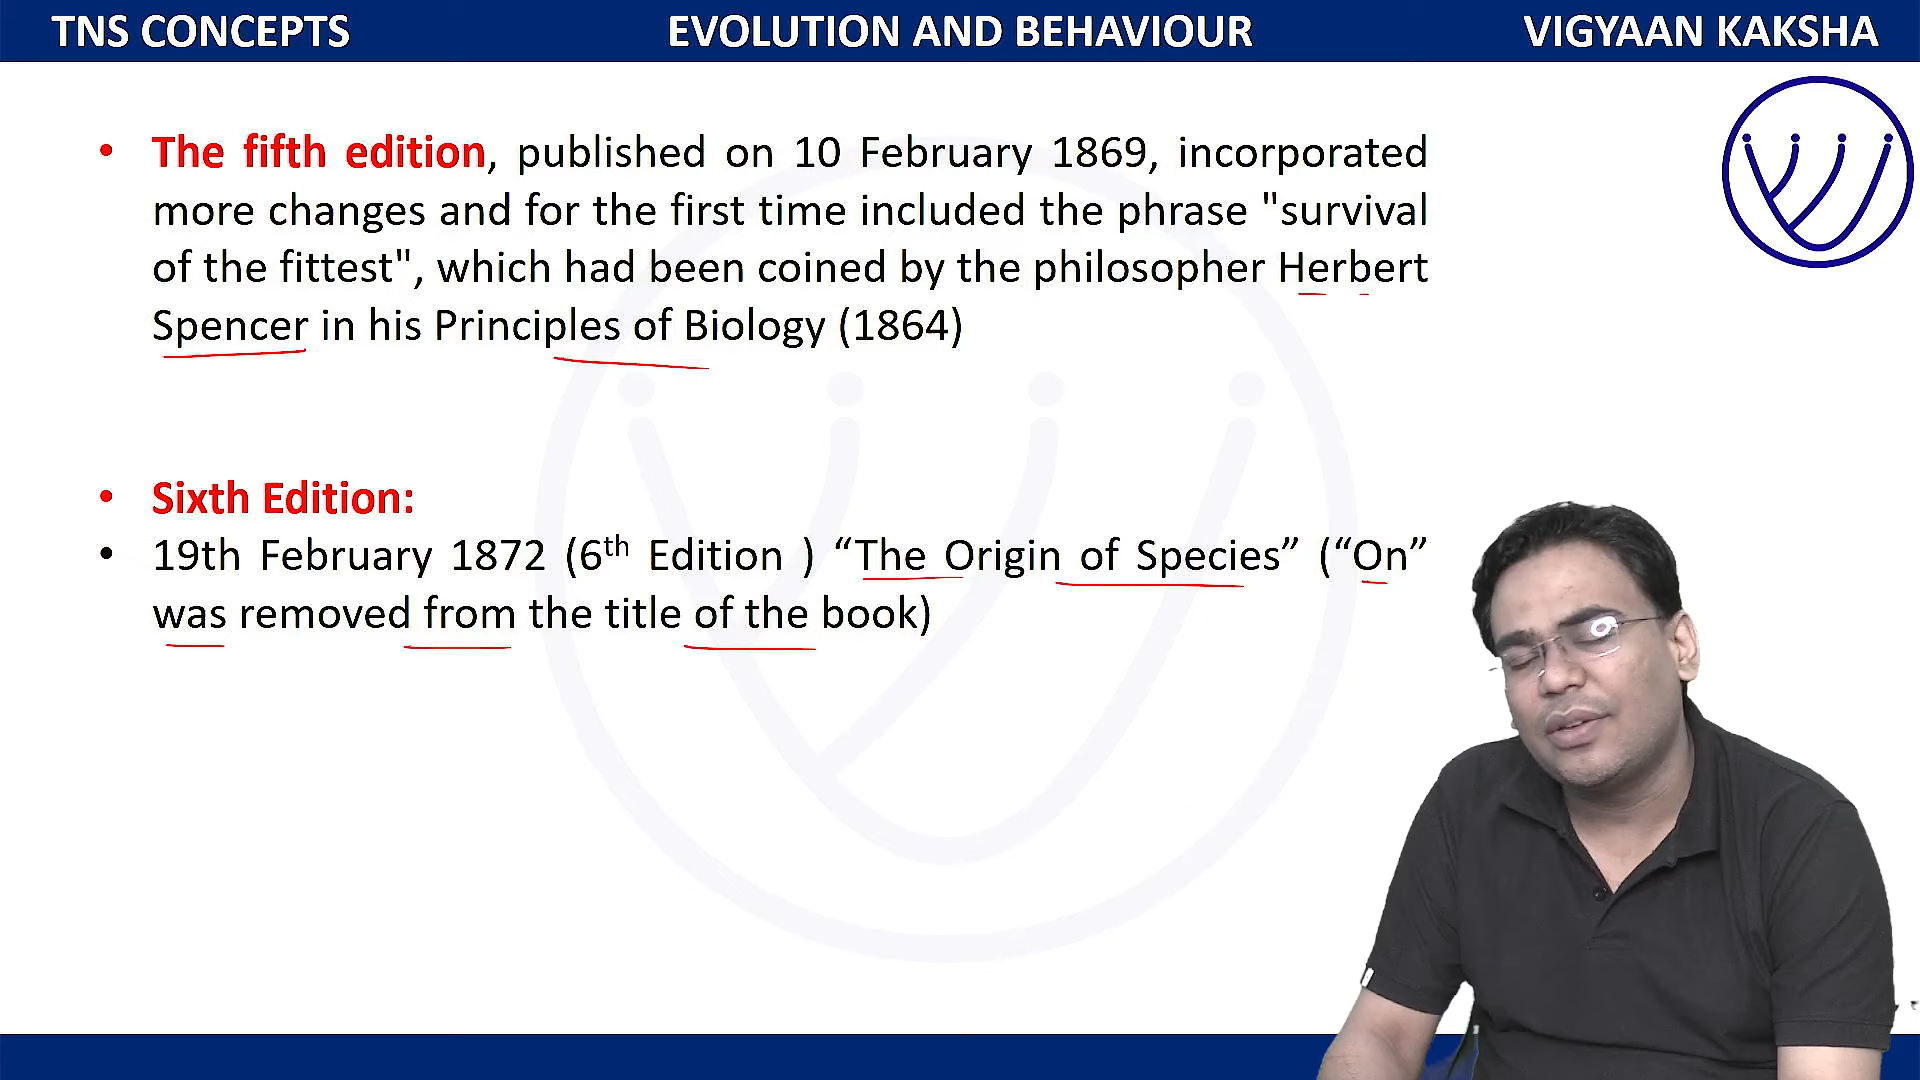 TNS CONCEPTS EVOLUTION AND BEHAVIOUR VIGYAAN KAKSHA
• The fifth edition, published on 10 February 1869, incorporated
more changes and for the first time included the phrase "survival
of the fittest", which had been coined by the philosopher Herbert
Spencer in his Principles of Biology (1864)
• Sixth Edition:
• 19th February 1872 (6th Edition ) “The Origin of Species” (“On”
was removed from the title of the book)